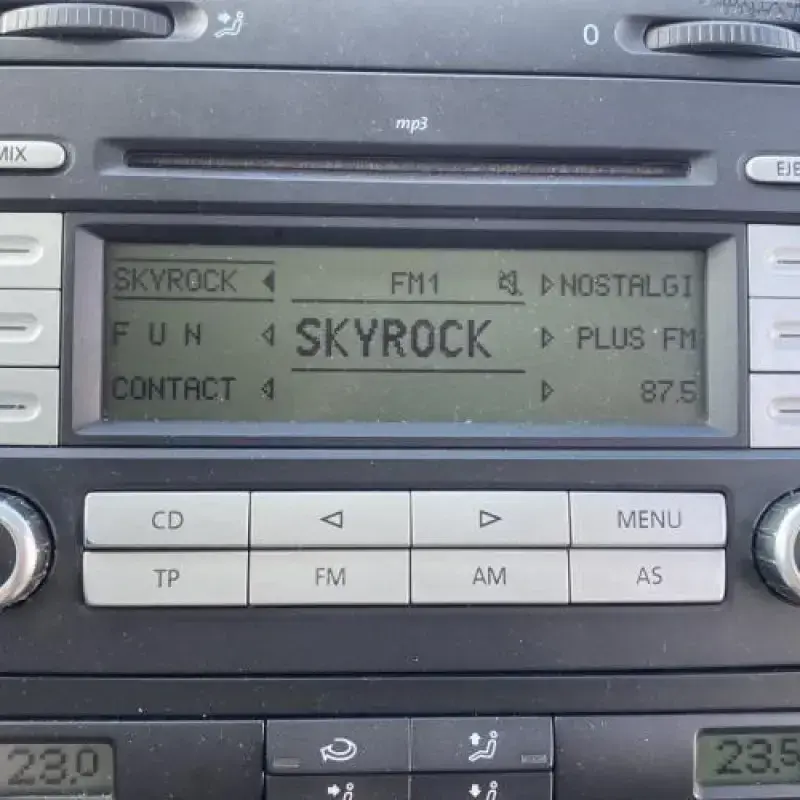 0
mp3
MIX
EJE
SKYROCK FM1 NOSTALGI
F U N SKYROCK PLUS FM
CONTACT 87.5
CD MENU
TP FM AM AS
23.0 23.5